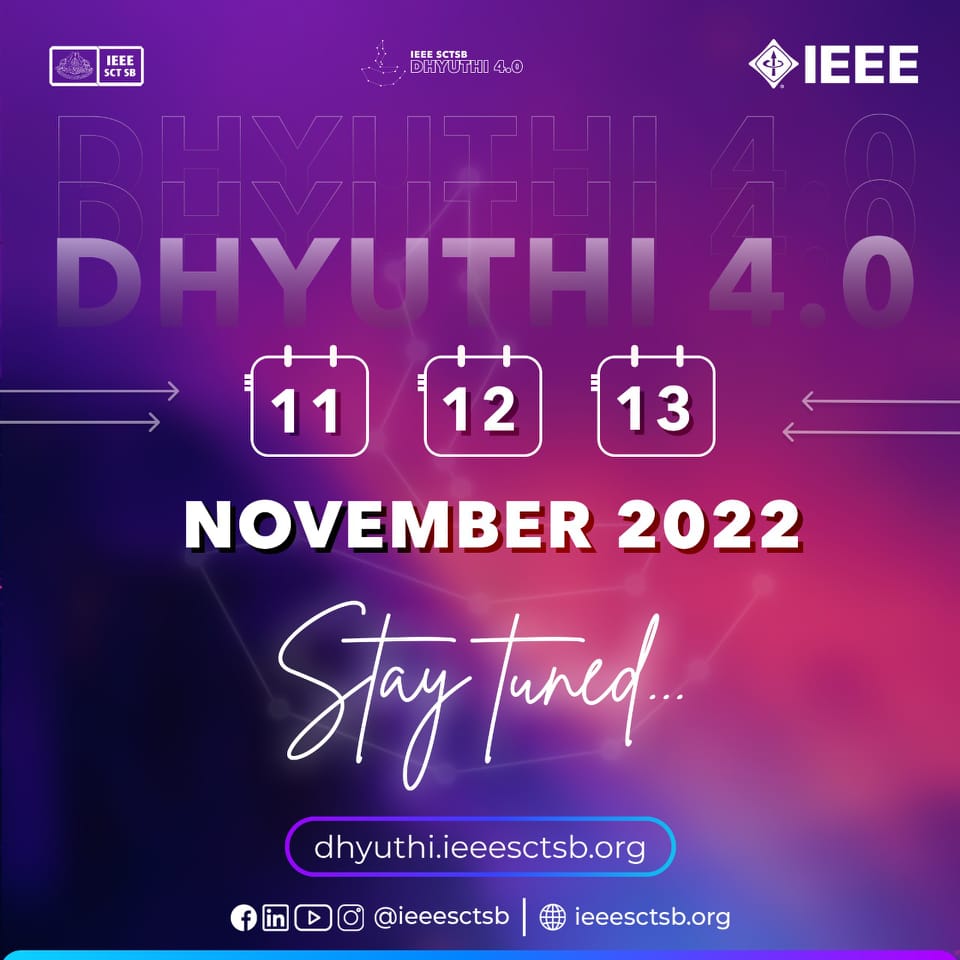 IEEE
SCT SB
IEEE SCTSB
DHYUTHI 4.0
IEEE
DHYUTHI 4.0
DHYUTHI 4.0
DHYUTHI 4.0
11 12 13
NOVEMBER 2022
Stay tuned...
dhyuthi.ieeesctsb.org
@ieeesctsb | ieeesctsb.org